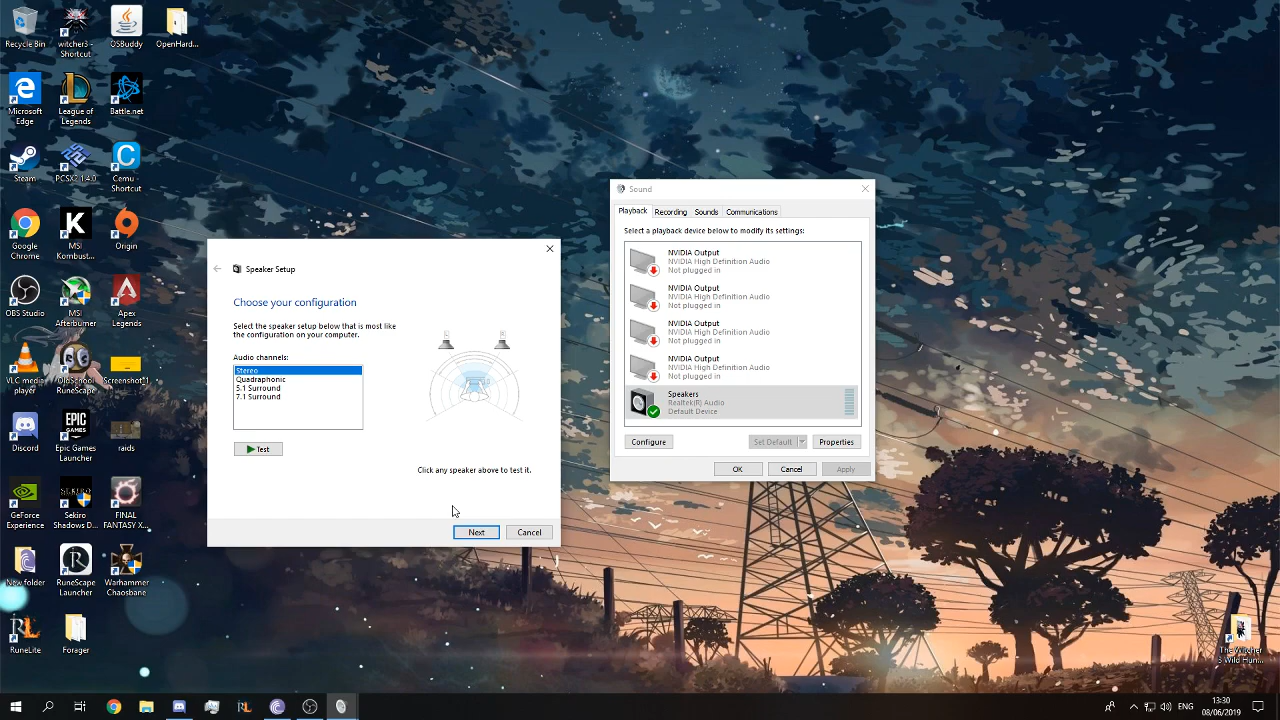 Recycle Bin
witcher3 -
Shortcut
OSBuddy
OpenHard...
Microsoft
Edge
League of
Legends
Battle.net
Steam
PCSX2 1.4.0
Cemu -
Shortcut
Google
Chrome
MSI
Kombust...
Origin
OBS Studio
MSI
Afterburner
Apex
Legends
VLC media
player
OldSchool
RuneScape
Screenshot_1
Discord
Epic Games
Launcher
raids
GeForce
Experience
Sekiro
Shadows D...
FINAL
FANTASY X...
New folder
RuneScape
Launcher
Warhammer
Chaosbane
RuneLite
Forager
Speaker Setup
Choose your configuration
Select the speaker setup below that is most like
the configuration on your computer.
Audio channels:
Stereo
Quadraphonic
5.1 Surround
7.1 Surround
Test
Click any speaker above to test it.
Next
Cancel
Sound
Playback
Recording
Sounds
Communications
Select a playback device below to modify its settings:
NVIDIA Output
NVIDIA High Definition Audio
Not plugged in
NVIDIA Output
NVIDIA High Definition Audio
Not plugged in
NVIDIA Output
NVIDIA High Definition Audio
Not plugged in
NVIDIA Output
NVIDIA High Definition Audio
Not plugged in
Speakers
Realtek(R) Audio
Default Device
Configure
Set Default
Properties
OK
Cancel
Apply
The Witcher
3 Wild Hun...
ENG
13:30
08/06/2019